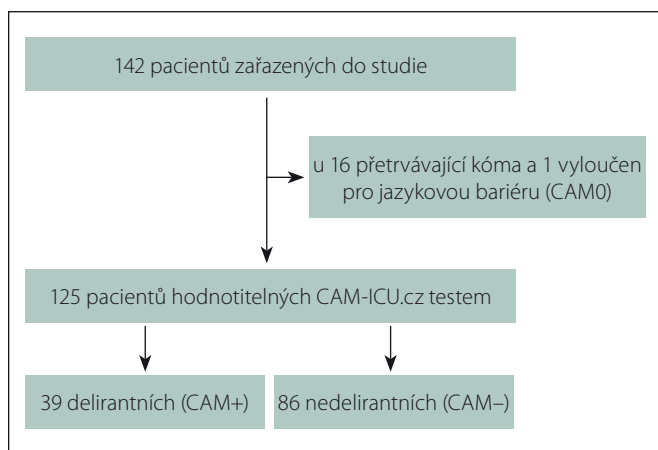 142 pacientů zařazených do studie
u 16 přetrvávající kóma a 1 vyloučen
pro jazykovou bariéru (CAM0)
125 pacientů hodnotitelných CAM-ICU.cz testem
39 delirantních (CAM+)
86 nedelirantních (CAM–)